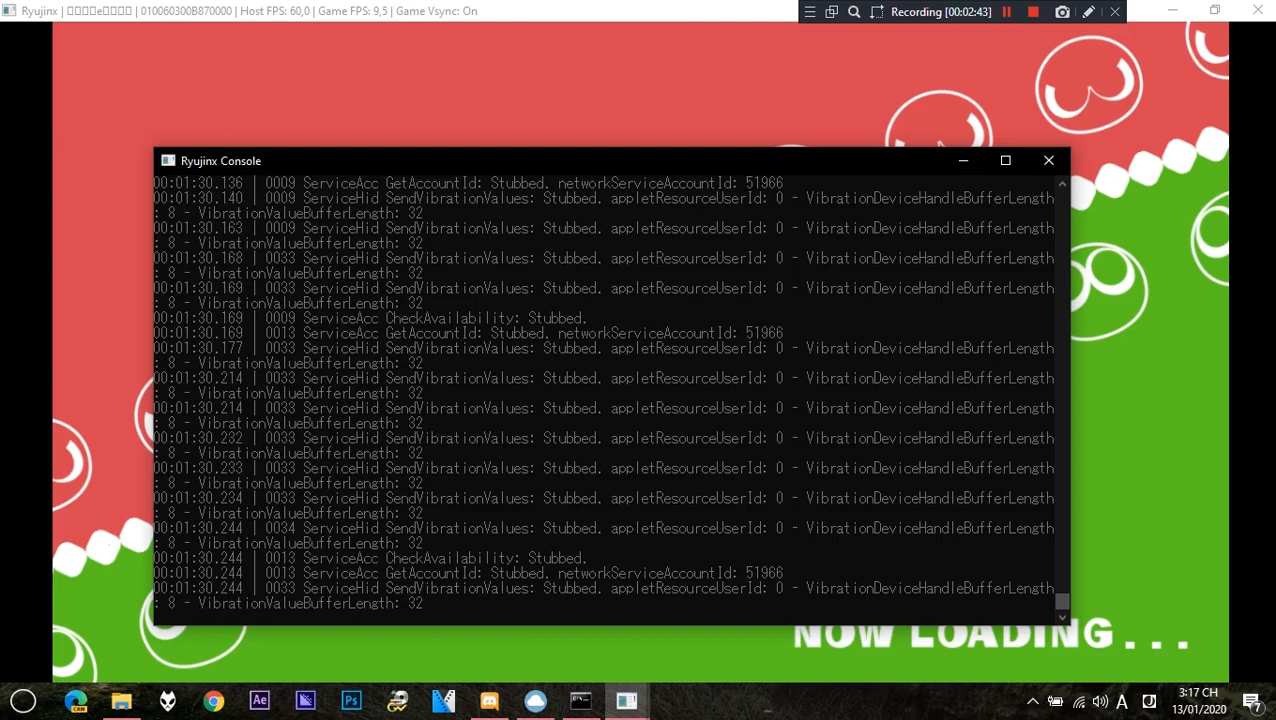 Ryujinx | □□□□e□□□□ | 010060300B870000 | Host FPS: 60,0 | Game FPS: 9,5 | Game Vsync: On
Recording [00:02:43]
Ryujinx Console
00:01:30.136 | 0009 ServiceAcc GetAccountId: Stubbed. networkServiceAccountId: 51966
00:01:30.140 | 0009 ServiceHid SendVibrationValues: Stubbed. appletResourceUserId: 0 - VibrationDeviceHandleBufferLength
: 8 - VibrationValueBufferLength: 32
00:01:30.163 | 0009 ServiceHid SendVibrationValues: Stubbed. appletResourceUserId: 0 - VibrationDeviceHandleBufferLength
: 8 - VibrationValueBufferLength: 32
00:01:30.168 | 0033 ServiceHid SendVibrationValues: Stubbed. appletResourceUserId: 0 - VibrationDeviceHandleBufferLength
: 8 - VibrationValueBufferLength: 32
00:01:30.169 | 0033 ServiceHid SendVibrationValues: Stubbed. appletResourceUserId: 0 - VibrationDeviceHandleBufferLength
: 8 - VibrationValueBufferLength: 32
00:01:30.169 | 0009 ServiceAcc CheckAvailability: Stubbed.
00:01:30.169 | 0013 ServiceAcc GetAccountId: Stubbed. networkServiceAccountId: 51966
00:01:30.177 | 0033 ServiceHid SendVibrationValues: Stubbed. appletResourceUserId: 0 - VibrationDeviceHandleBufferLength
: 8 - VibrationValueBufferLength: 32
00:01:30.214 | 0033 ServiceHid SendVibrationValues: Stubbed. appletResourceUserId: 0 - VibrationDeviceHandleBufferLength
: 8 - VibrationValueBufferLength: 32
00:01:30.214 | 0033 ServiceHid SendVibrationValues: Stubbed. appletResourceUserId: 0 - VibrationDeviceHandleBufferLength
: 8 - VibrationValueBufferLength: 32
00:01:30.232 | 0033 ServiceHid SendVibrationValues: Stubbed. appletResourceUserId: 0 - VibrationDeviceHandleBufferLength
: 8 - VibrationValueBufferLength: 32
00:01:30.233 | 0033 ServiceHid SendVibrationValues: Stubbed. appletResourceUserId: 0 - VibrationDeviceHandleBufferLength
: 8 - VibrationValueBufferLength: 32
00:01:30.234 | 0033 ServiceHid SendVibrationValues: Stubbed. appletResourceUserId: 0 - VibrationDeviceHandleBufferLength
: 8 - VibrationValueBufferLength: 32
00:01:30.244 | 0034 ServiceHid SendVibrationValues: Stubbed. appletResourceUserId: 0 - VibrationDeviceHandleBufferLength
: 8 - VibrationValueBufferLength: 32
00:01:30.244 | 0013 ServiceAcc CheckAvailability: Stubbed.
00:01:30.244 | 0013 ServiceAcc GetAccountId: Stubbed. networkServiceAccountId: 51966
00:01:30.244 | 0033 ServiceHid SendVibrationValues: Stubbed. appletResourceUserId: 0 - VibrationDeviceHandleBufferLength
: 8 - VibrationValueBufferLength: 32
NOW LOADING...
CAN
Ae
Ps
A
3:17 CH
13/01/2020
7